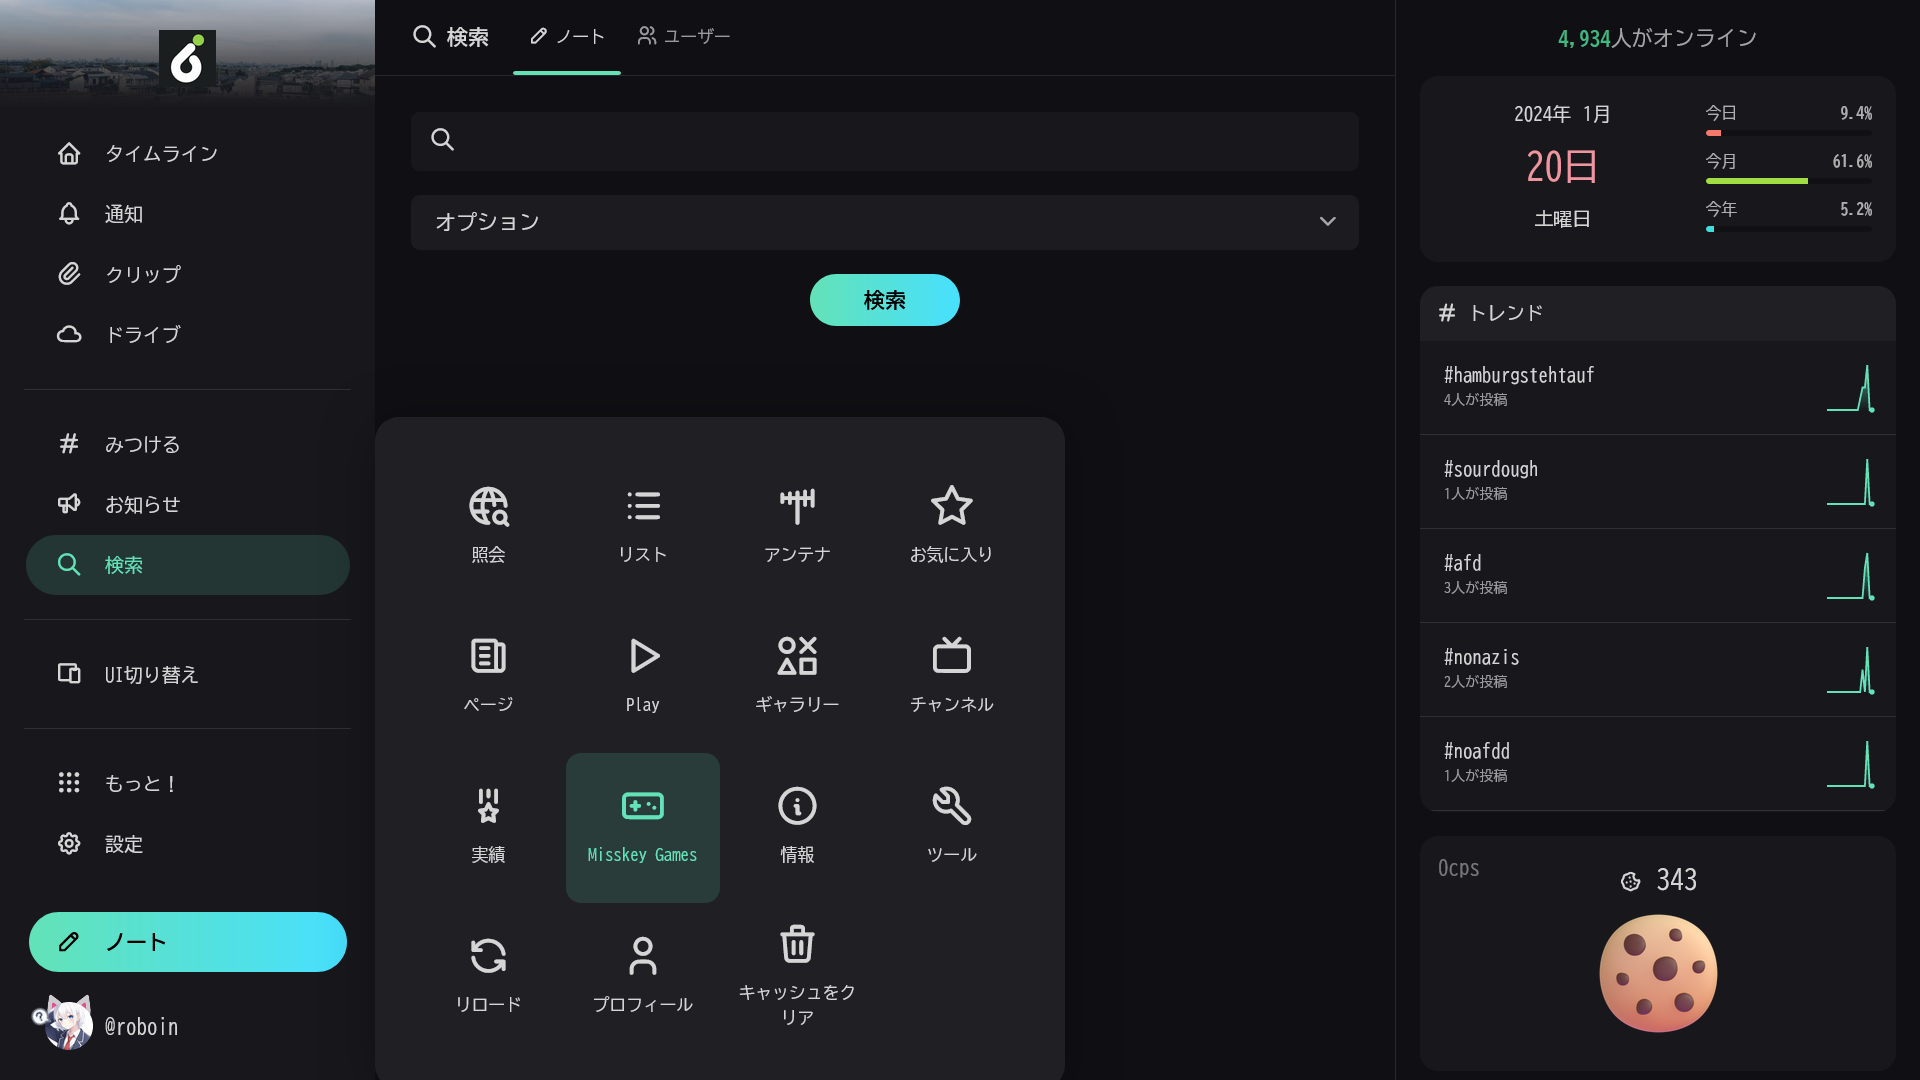 タイムライン
通知
クリップ
ドライブ
みつける
お知らせ
検索
UI切り替え
もっと！
設定
ノート
@roboin
検索
ノート
ユーザー
オプション
検索
照会
リスト
アンテナ
お気に入り
ページ
Play
ギャラリー
チャンネル
実績
Misskey Games
情報
ツール
リロード
プロフィール
キャッシュをク
リア
4,934人がオンライン
2024年 1月
20日
土曜日
今日 9.4%
今月 61.6%
今年 5.2%
トレンド
#hamburgstehtauf
4人が投稿
#sourdough
1人が投稿
#afd
3人が投稿
#nonazis
2人が投稿
#noafdd
1人が投稿
0cps
343